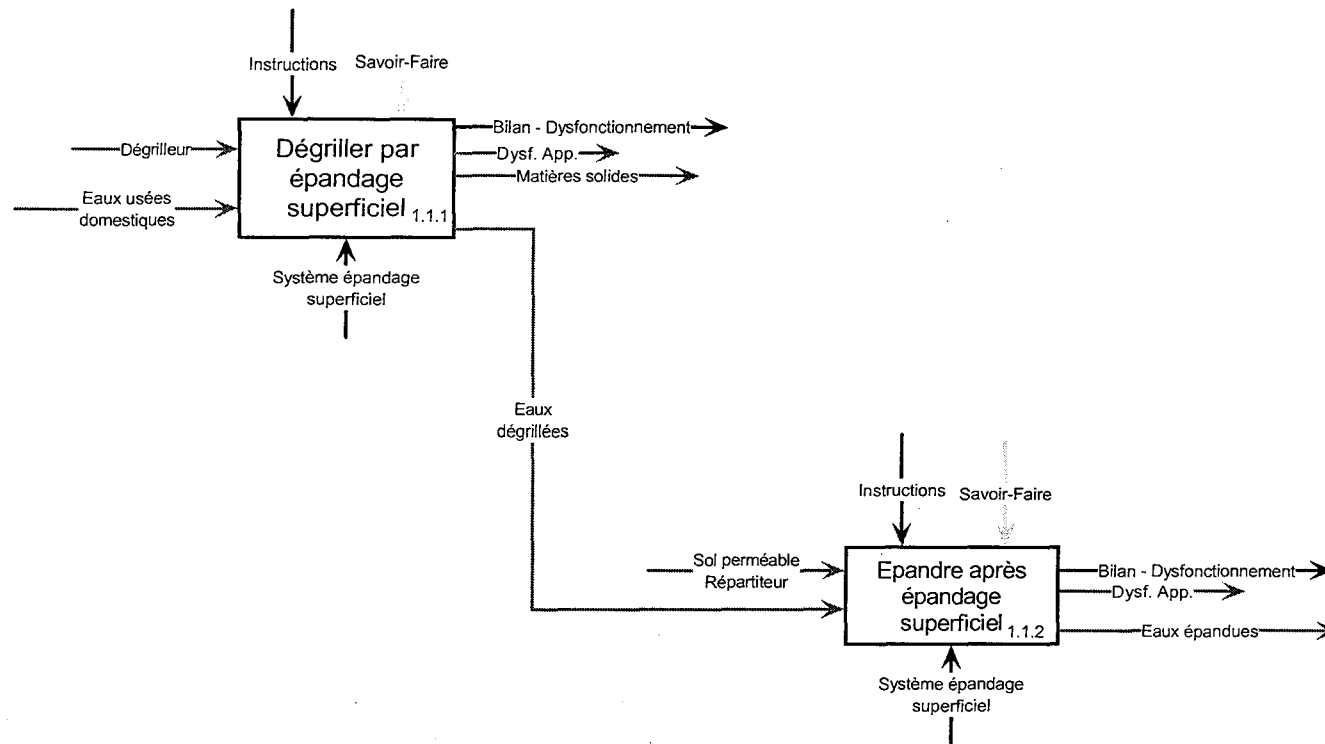 Instructions
Savoir-Faire
Dégrilleur
Eaux usées
domestiques
Dégriller par
épandage
superficiel 1.1.1
Bilan - Dysfonctionnement
Dysf. App.
Matières solides
Système épandage
superficiel
Eaux
dégrillées
Instructions
Savoir-Faire
Sol perméable
Répartiteur
Epandre après
épandage
superficiel 1.1.2
Bilan - Dysfonctionnement
Dysf. App.
Eaux épandues
Système épandage
superficiel